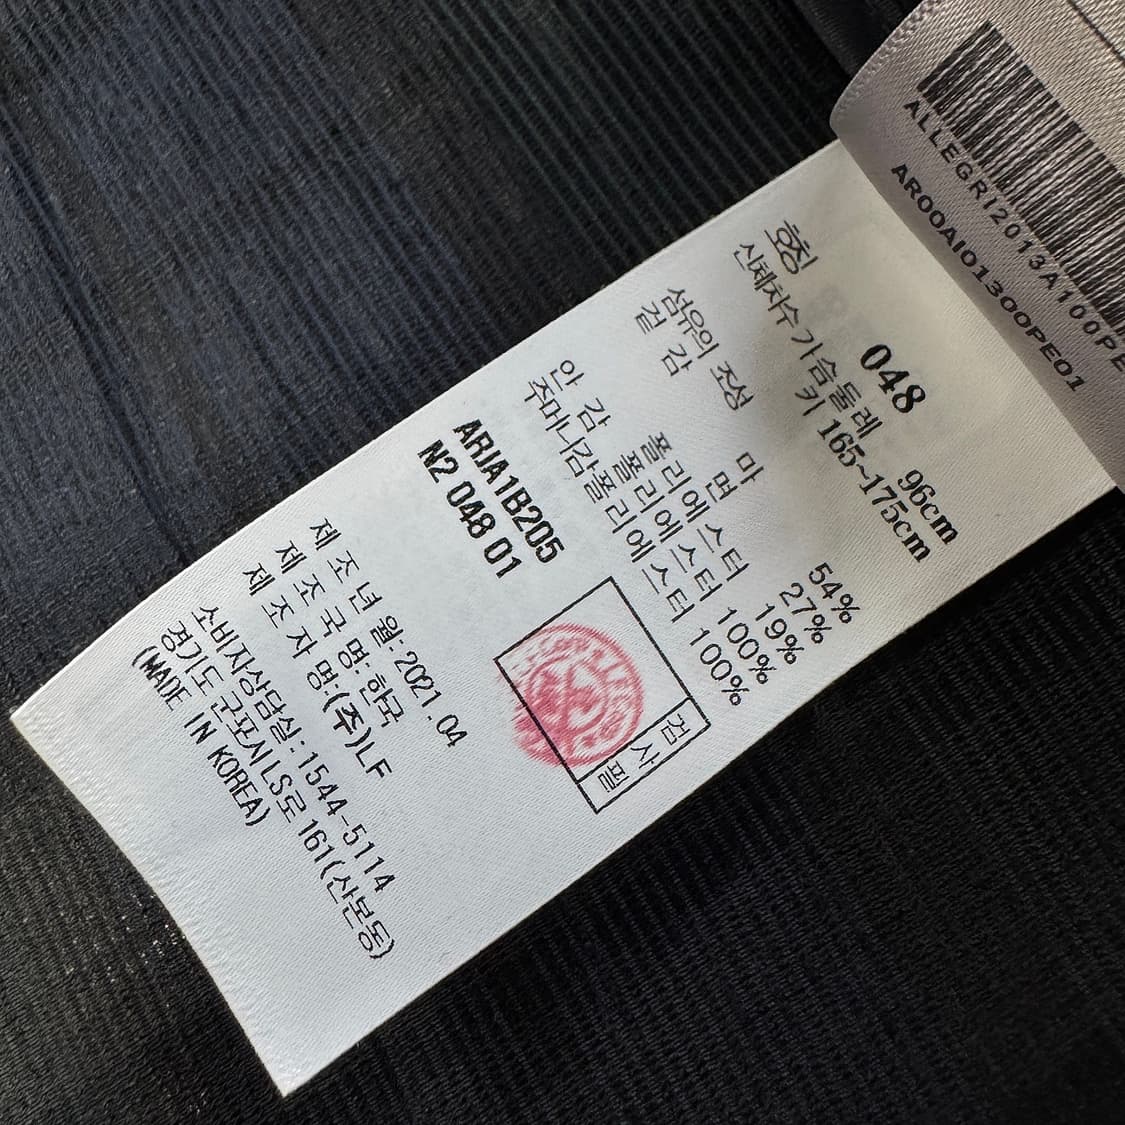 ALLEGRI2013A100PE
AR00AI01300PE01
호칭 048
신체치수 가슴둘레 96cm
키 165~175cm
섬유의 조성
겉 감 마 54%
면 27%
폴리에스터 19%
안 감 폴리에스터 100%
주머니감 폴리에스터 100%
ARJA1B205
N2 048 01
검사필
제 조 년 월: 2021.04
제 조 국 명: 한국
제 조 자 명:(주)LF
소비자상담실:1544-5114
경기도 군포시 LS로 161(산본동)
(MADE IN KOREA)